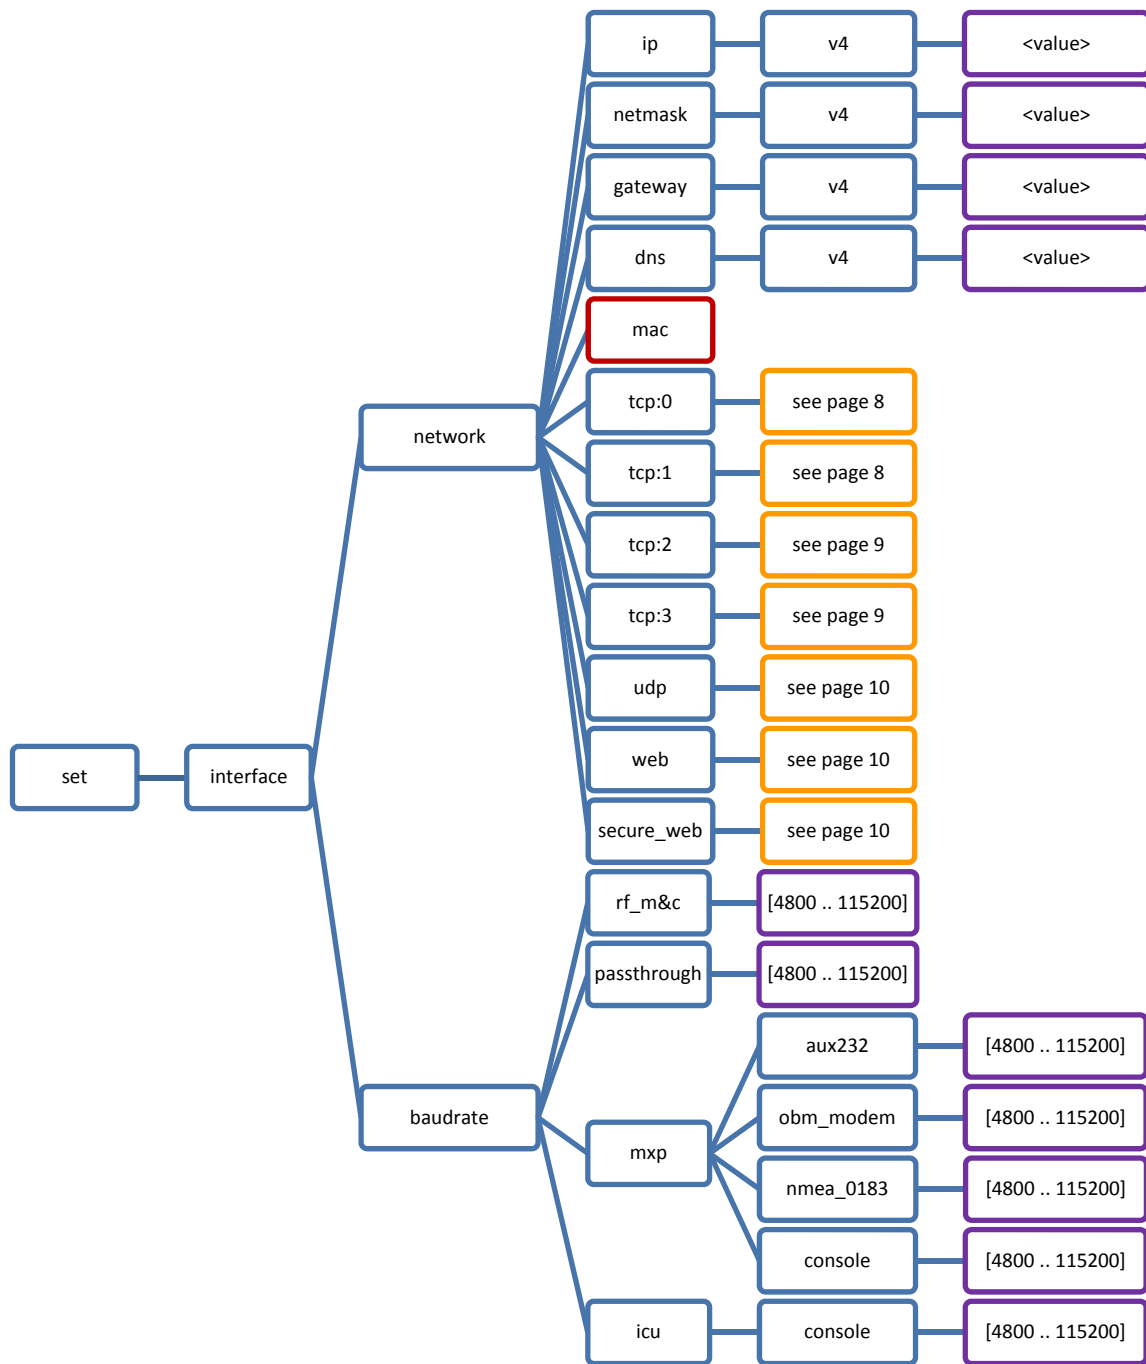 ip
v4
<value>
netmask
v4
<value>
gateway
v4
<value>
dns
v4
<value>
mac
tcp:0
see page 8
network
tcp:1
see page 8
tcp:2
see page 9
tcp:3
see page 9
udp
see page 10
set
interface
web
see page 10
secure_web
see page 10
rf_m&c
[4800 .. 115200]
passthrough
[4800 .. 115200]
aux232
[4800 .. 115200]
baudrate
obm_modem
[4800 .. 115200]
mxp
nmea_0183
[4800 .. 115200]
console
[4800 .. 115200]
icu
console
[4800 .. 115200]